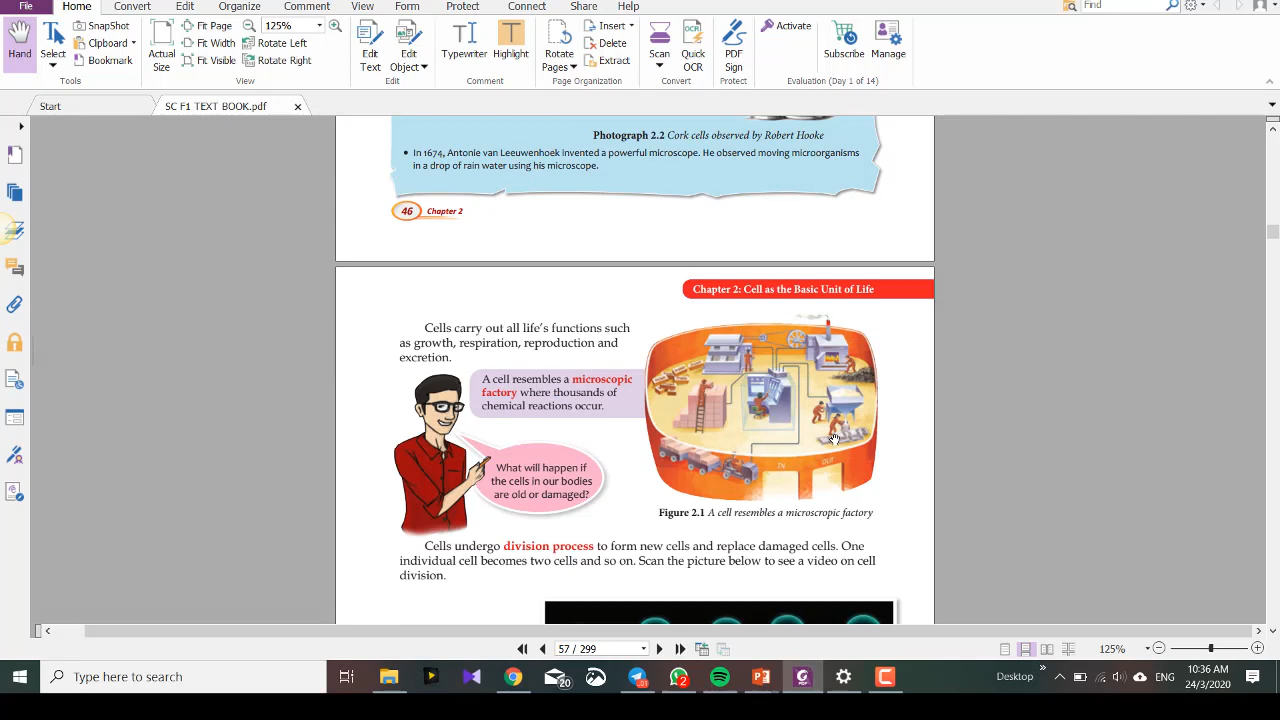 File Home Convert Edit Organize Comment View Form Protect Connect Share Help Find
SnapShot
Clipboard
Bookmark
Hand Select
Tools
Actual Size
Fit Page
Fit Width
Fit Visible
125%
Rotate Left
Rotate Right
View
Edit Text
Edit Object
Edit
Typewriter Highlight
Comment
Rotate Pages
Insert
Delete
Extract
Page Organization
Scan Quick OCR
Convert
PDF Sign
Protect
Activate
Subscribe Manage
Evaluation (Day 1 of 14)
Start SC F1 TEXT BOOK.pdf
Photograph 2.2 Cork cells observed by Robert Hooke
• In 1674, Antonie van Leeuwenhoek invented a powerful microscope. He observed moving microorganisms
in a drop of rain water using his microscope.
46 Chapter 2
Chapter 2: Cell as the Basic Unit of Life
Cells carry out all life's functions such
as growth, respiration, reproduction and
excretion.
A cell resembles a microscopic
factory where thousands of
chemical reactions occur.
What will happen if
the cells in our bodies
are old or damaged?
IN OUT
Figure 2.1 A cell resembles a microscropic factory
Cells undergo division process to form new cells and replace damaged cells. One
individual cell becomes two cells and so on. Scan the picture below to see a video on cell
division.
57 / 299
125%
Type here to search
20
2
Desktop
ENG
10:36 AM
24/3/2020